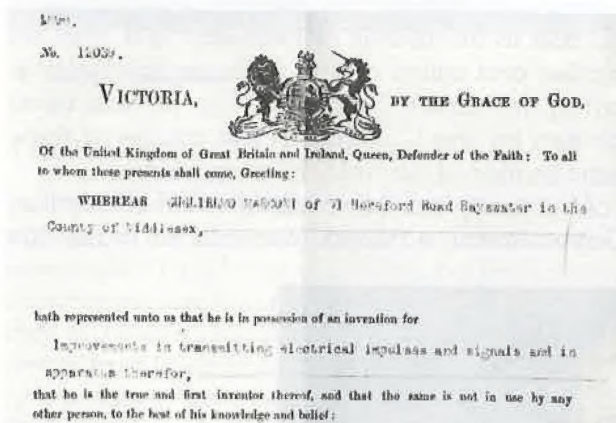 No. 12039.
VICTORIA, BY THE GRACE OF GOD,
Of the United Kingdom of Great Britain and Ireland, Queen, Defender of the Faith: To all
to whom these presents shall come, Greeting:
WHEREAS GUGLIELMO MARCONI of 71 Hereford Road Bayswater in the
County of Middlesex,
hath represented unto us that he is in possession of an invention for
Improvements in transmitting electrical impulses and signals and in
apparatus therefor,
that he is the true and first inventor thereof, and that the same is not in use by any
other person, to the best of his knowledge and belief: